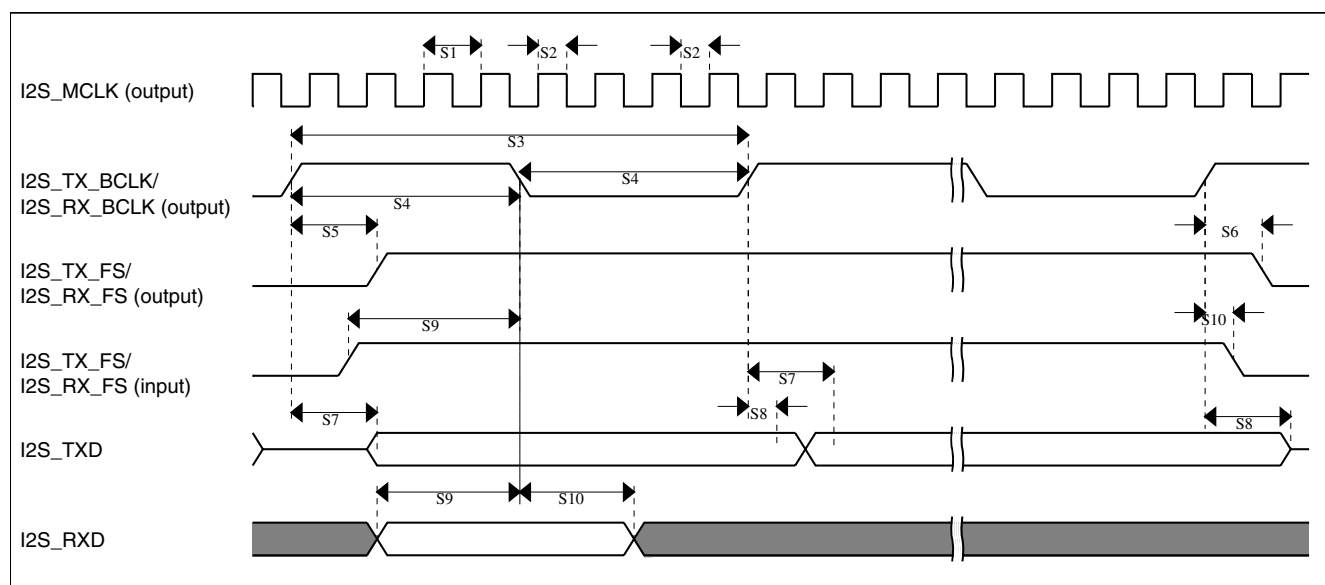 S1
S2
S2
I2S_MCLK (output)
S3
I2S_TX_BCLK/
I2S_RX_BCLK (output)
S4
S4
S5
S6
I2S_TX_FS/
I2S_RX_FS (output)
S9
S10
I2S_TX_FS/
I2S_RX_FS (input)
S7
S7
S8
S8
I2S_TXD
S9
S10
I2S_RXD